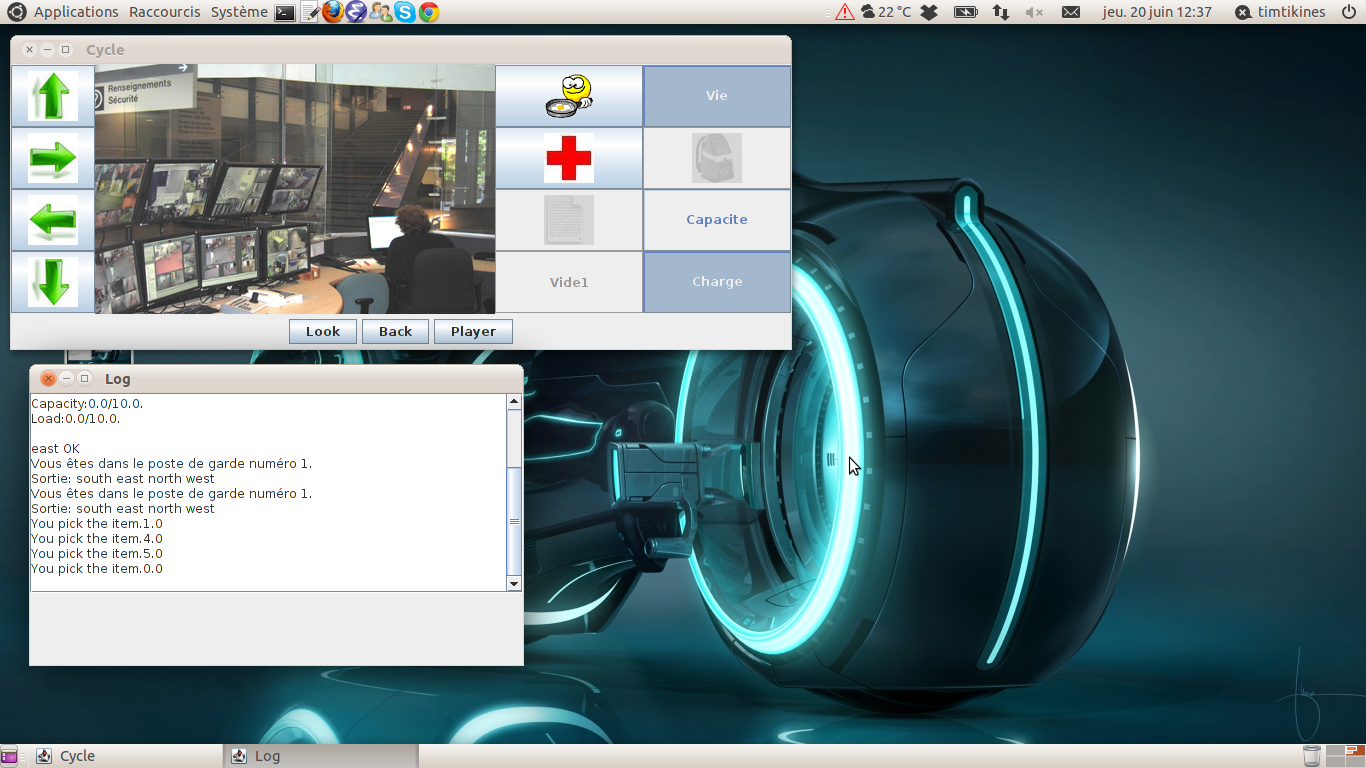 Applications Raccourcis Système 22 °C jeu. 20 juin 12:37 timtikines
Cycle
Renseignements
Sécurité
Vie
Capacite
Vide1
Charge
Look Back Player
Log
Capacity:0.0/10.0.
Load:0.0/10.0.
east OK
Vous êtes dans le poste de garde numéro 1.
Sortie: south east north west
Vous êtes dans le poste de garde numéro 1.
Sortie: south east north west
You pick the item.1.0
You pick the item.4.0
You pick the item.5.0
You pick the item.0.0
Cycle Log